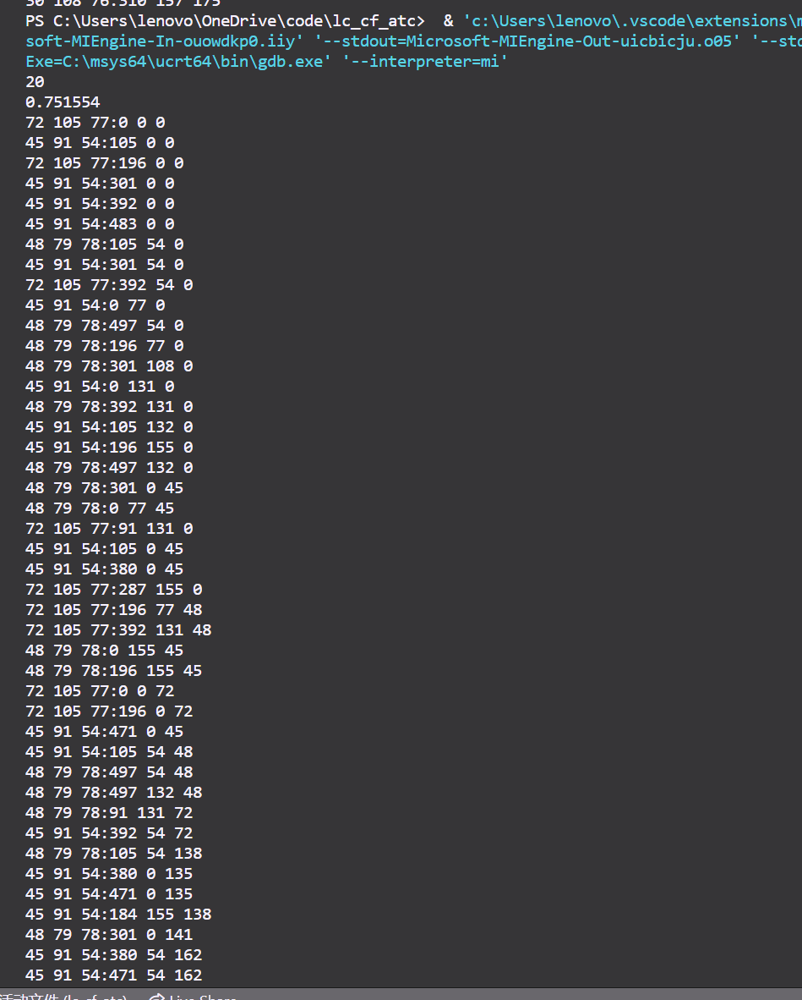 30 108 76:310 157 175
PS C:\Users\lenovo\OneDrive\code\lc_cf_atc>  & 'c:\Users\lenovo\.vscode\extensions\m
soft-MIEngine-In-ouowdkp0.iiy' '--stdout=Microsoft-MIEngine-Out-uicbicju.o05' '--std
Exe=C:\msys64\ucrt64\bin\gdb.exe' '--interpreter=mi'
20
0.751554
72 105 77:0 0 0
45 91 54:105 0 0
72 105 77:196 0 0
45 91 54:301 0 0
45 91 54:392 0 0
45 91 54:483 0 0
48 79 78:105 54 0
45 91 54:301 54 0
72 105 77:392 54 0
45 91 54:0 77 0
48 79 78:497 54 0
48 79 78:196 77 0
48 79 78:301 108 0
45 91 54:0 131 0
48 79 78:392 131 0
45 91 54:105 132 0
45 91 54:196 155 0
48 79 78:497 132 0
48 79 78:301 0 45
48 79 78:0 77 45
72 105 77:91 131 0
45 91 54:105 0 45
45 91 54:380 0 45
72 105 77:287 155 0
72 105 77:196 77 48
72 105 77:392 131 48
48 79 78:0 155 45
48 79 78:196 155 45
72 105 77:0 0 72
72 105 77:196 0 72
45 91 54:471 0 45
45 91 54:105 54 48
48 79 78:497 54 48
48 79 78:497 132 48
48 79 78:91 131 72
45 91 54:392 54 72
48 79 78:105 54 138
45 91 54:380 0 135
45 91 54:471 0 135
45 91 54:184 155 138
48 79 78:301 0 141
45 91 54:380 54 162
45 91 54:471 54 162
活动文件 (lc_cf_atc) Live Share